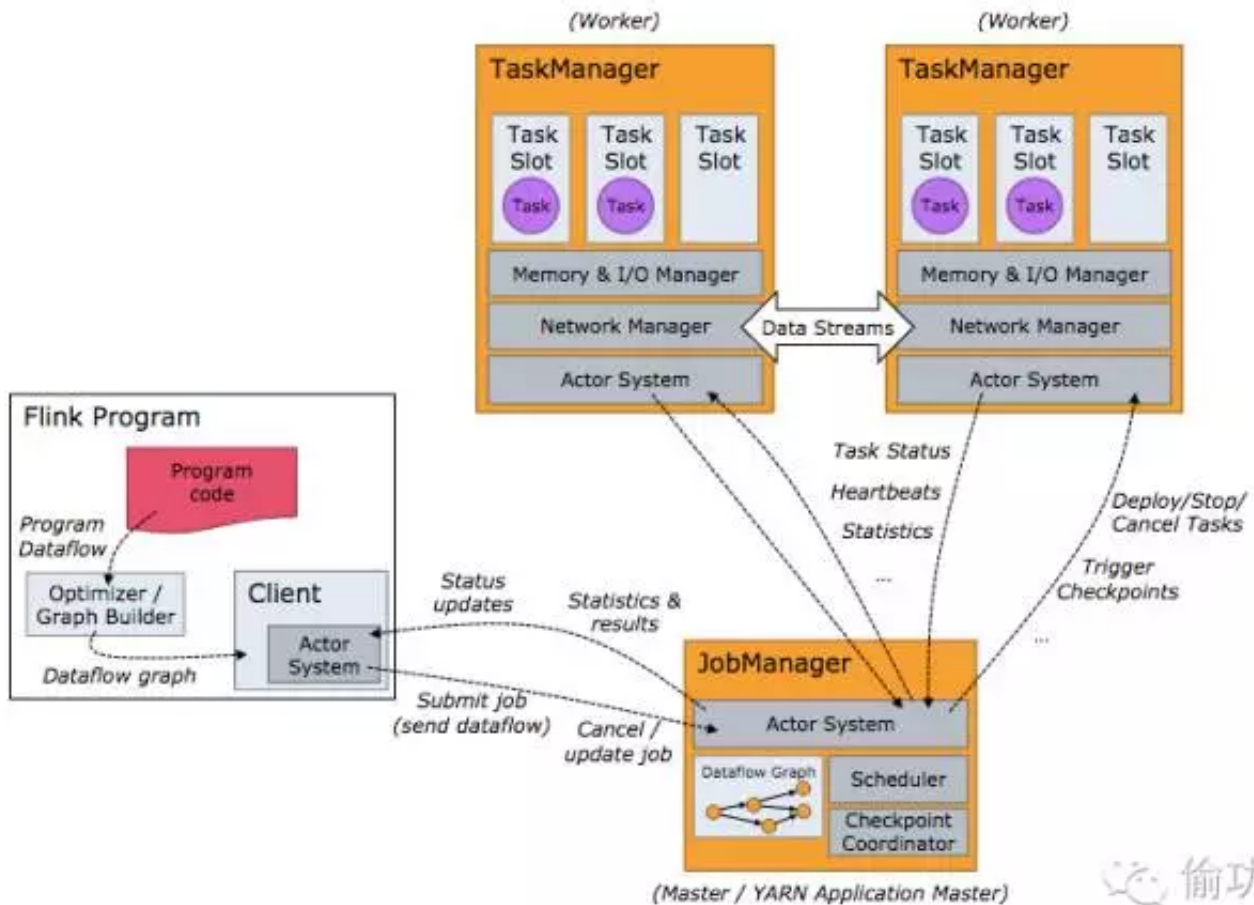 (Worker)
(Worker)
TaskManager
TaskManager
Task
Slot
Task
Slot
Task
Slot
Task
Slot
Task
Slot
Task
Slot
Task
Task
Task
Task
Memory & I/O Manager
Memory & I/O Manager
Network Manager
Data Streams
Network Manager
Actor System
Actor System
Flink Program
Program
code
Program
Dataflow
Optimizer /
Graph Builder
Dataflow graph
Client
Actor
System
Task Status
Heartbeats
Statistics
...
Deploy/Stop/
Cancel Tasks
Trigger
Checkpoints
...
Status
updates
Statistics &
results
Submit job
(send dataflow)
Cancel /
update job
JobManager
Actor System
Dataflow Graph
Scheduler
Checkpoint
Coordinator
(Master / YARN Application Master)
偷功